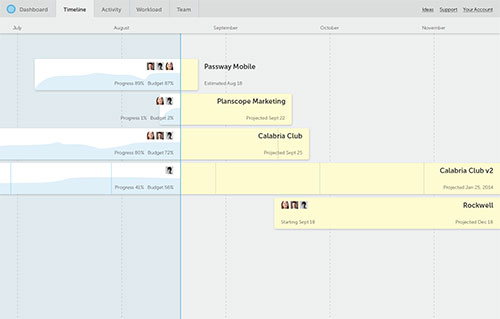 Dashboard Timeline Activity Workload Team Ideas Support Your Account
July August September October November
Passway Mobile
Progress 89% Budget 87% Estimated Aug 18
Planscope Marketing
Progress 1% Budget 2% Projected Sept 22
Calabria Club
Progress 80% Budget 72% Projected Sept 25
Calabria Club v2
Progress 41% Budget 56% Projected Jan 25, 2014
Rockwell
Starting Sept 18 Projected Dec 18